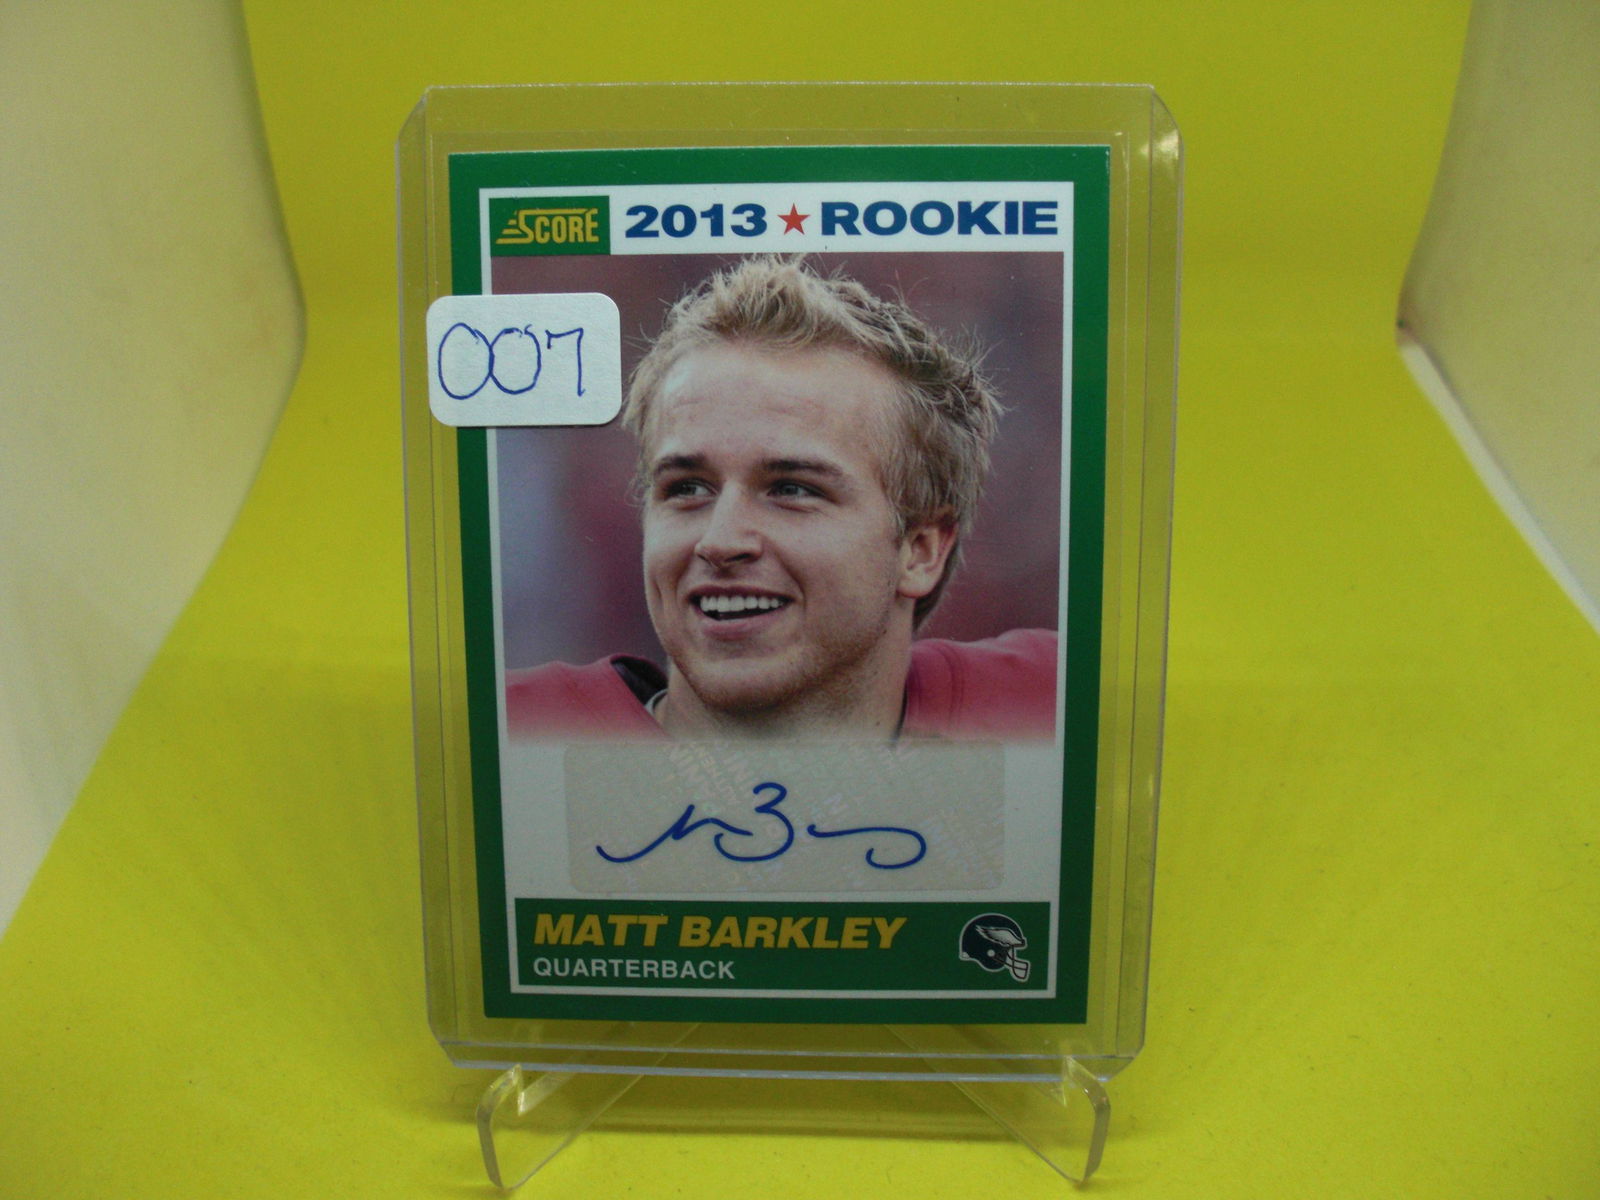 SCORE 2013 ★ ROOKIE
007
MATT BARKLEY
QUARTERBACK